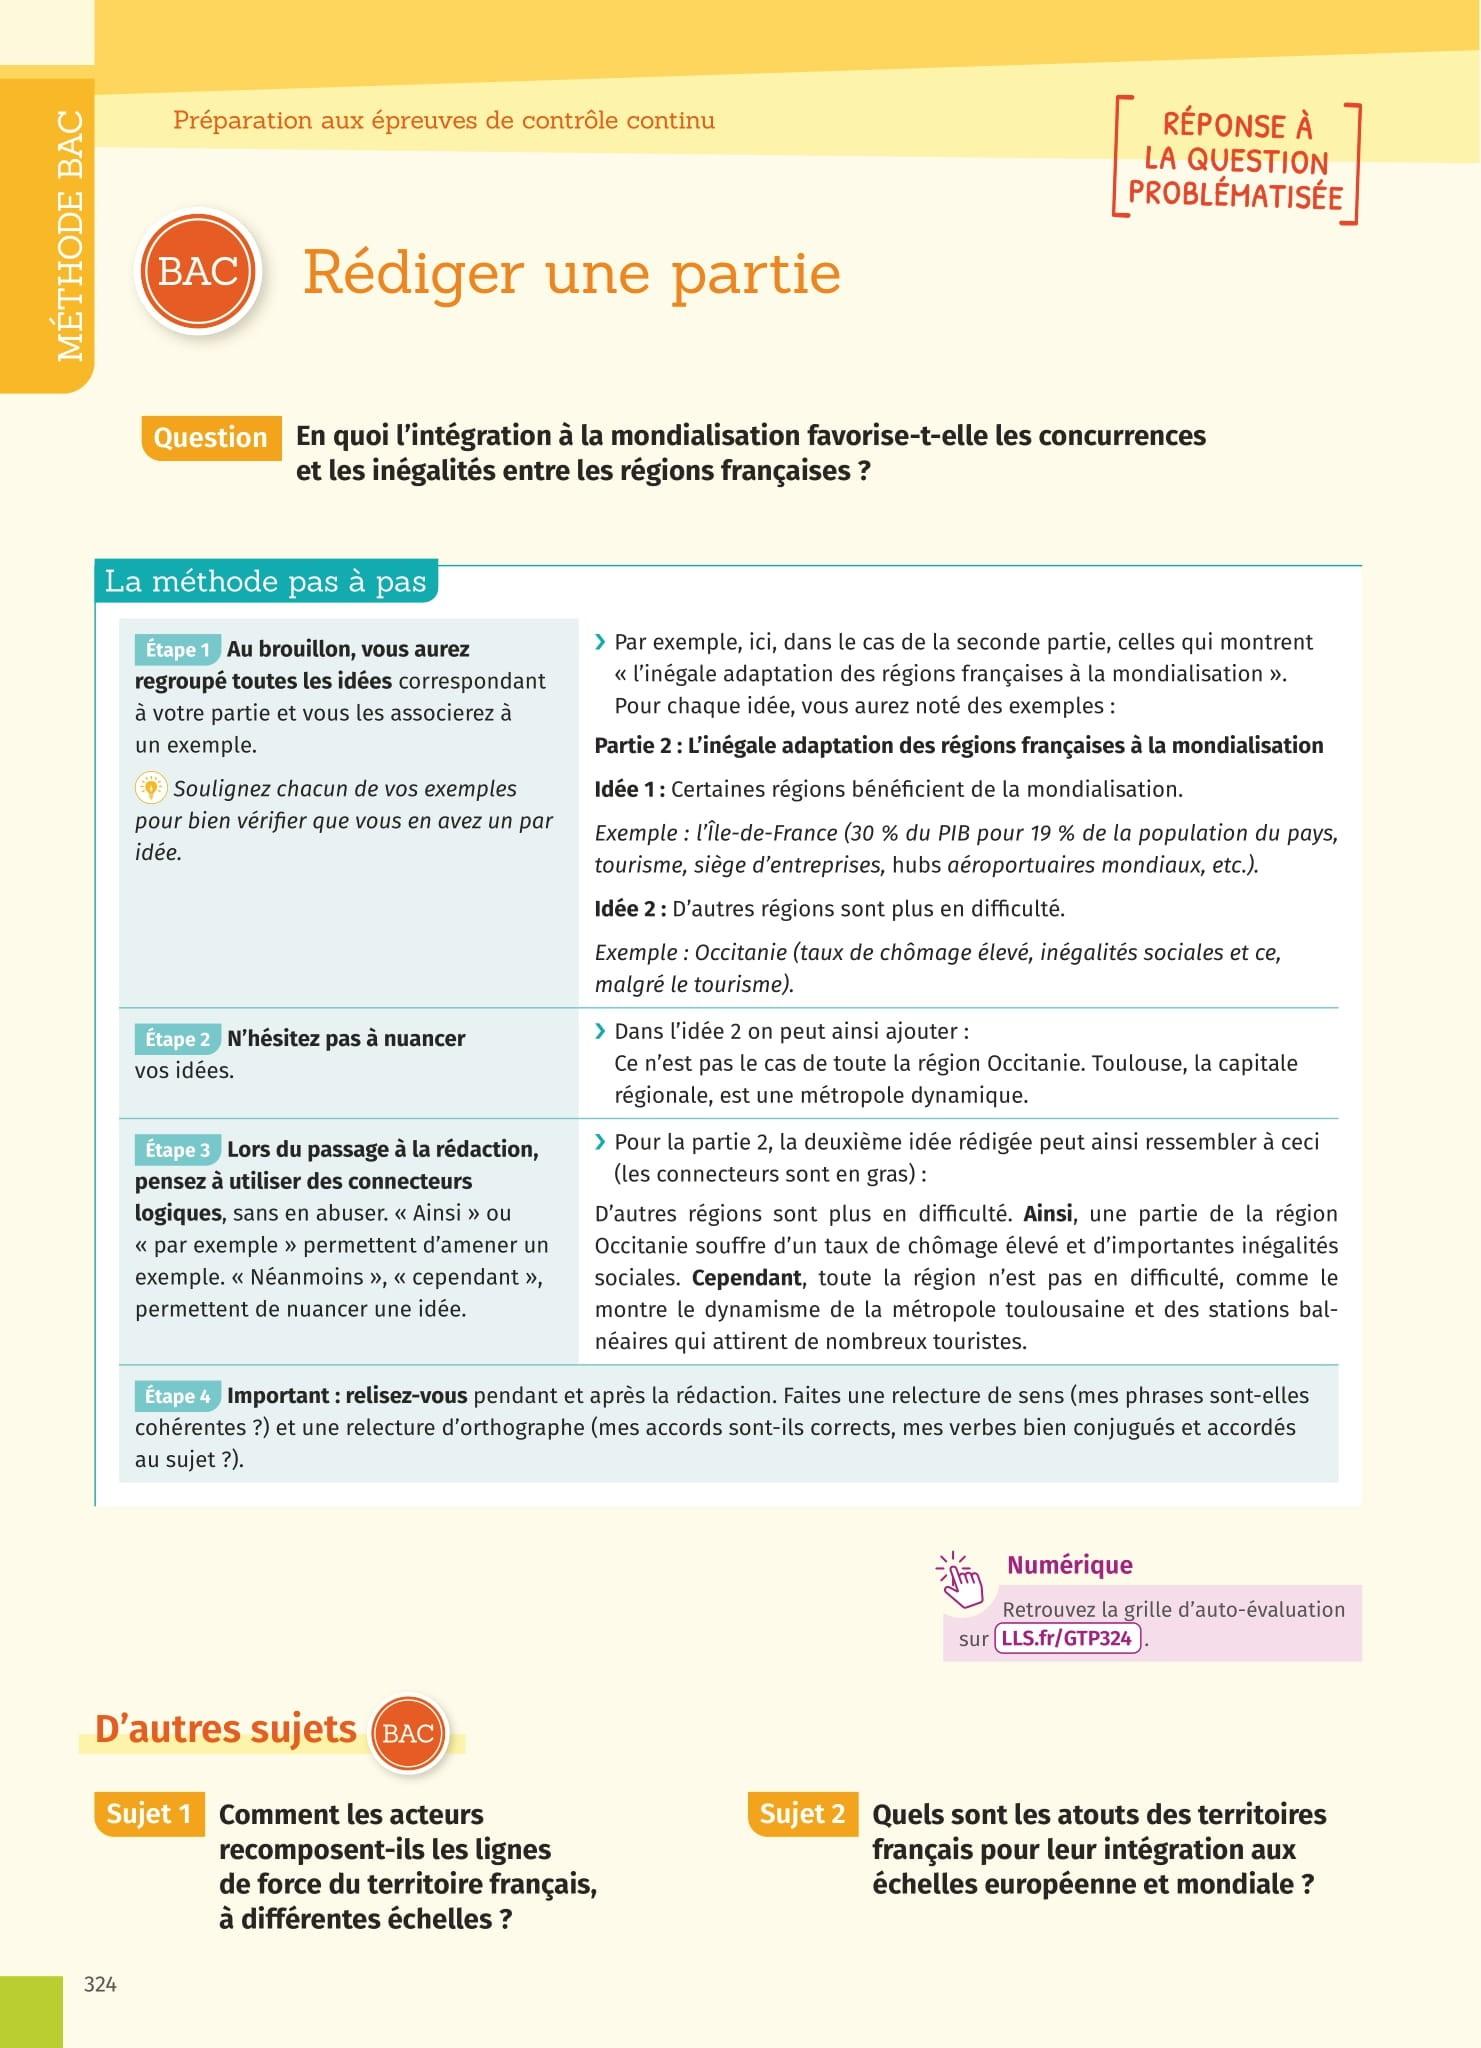 MÉTHODE BAC
Préparation aux épreuves de contrôle continu
RÉPONSE À
LA QUESTION
PROBLÉMATISÉE
BAC
Rédiger une partie
Question
En quoi l’intégration à la mondialisation favorise-t-elle les concurrences
et les inégalités entre les régions françaises ?
La méthode pas à pas
Étape 1 Au brouillon, vous aurez
regroupé toutes les idées correspondant
à votre partie et vous les associerez à
un exemple.
Soulignez chacun de vos exemples
pour bien vérifier que vous en avez un par
idée.
› Par exemple, ici, dans le cas de la seconde partie, celles qui montrent
« l’inégale adaptation des régions françaises à la mondialisation ».
Pour chaque idée, vous aurez noté des exemples :
Partie 2 : L’inégale adaptation des régions françaises à la mondialisation
Idée 1 : Certaines régions bénéficient de la mondialisation.
Exemple : l’Île-de-France (30 % du PIB pour 19 % de la population du pays,
tourisme, siège d’entreprises, hubs aéroportuaires mondiaux, etc.).
Idée 2 : D’autres régions sont plus en difficulté.
Exemple : Occitanie (taux de chômage élevé, inégalités sociales et ce,
malgré le tourisme).
Étape 2 N’hésitez pas à nuancer
vos idées.
› Dans l’idée 2 on peut ainsi ajouter :
Ce n’est pas le cas de toute la région Occitanie. Toulouse, la capitale
régionale, est une métropole dynamique.
Étape 3 Lors du passage à la rédaction,
pensez à utiliser des connecteurs
logiques, sans en abuser. « Ainsi » ou
« par exemple » permettent d’amener un
exemple. « Néanmoins », « cependant »,
permettent de nuancer une idée.
› Pour la partie 2, la deuxième idée rédigée peut ainsi ressembler à ceci
(les connecteurs sont en gras) :
D’autres régions sont plus en difficulté. Ainsi, une partie de la région
Occitanie souffre d’un taux de chômage élevé et d’importantes inégalités
sociales. Cependant, toute la région n’est pas en difficulté, comme le
montre le dynamisme de la métropole toulousaine et des stations bal-
néaires qui attirent de nombreux touristes.
Étape 4 Important : relisez-vous pendant et après la rédaction. Faites une relecture de sens (mes phrases sont-elles
cohérentes ?) et une relecture d’orthographe (mes accords sont-ils corrects, mes verbes bien conjugués et accordés
au sujet ?).
Numérique
Retrouvez la grille d’auto-évaluation
sur LLS.fr/GTP324 .
D’autres sujets BAC
Sujet 1
Comment les acteurs
recomposent-ils les lignes
de force du territoire français,
à différentes échelles ?
Sujet 2
Quels sont les atouts des territoires
français pour leur intégration aux
échelles européenne et mondiale ?
324